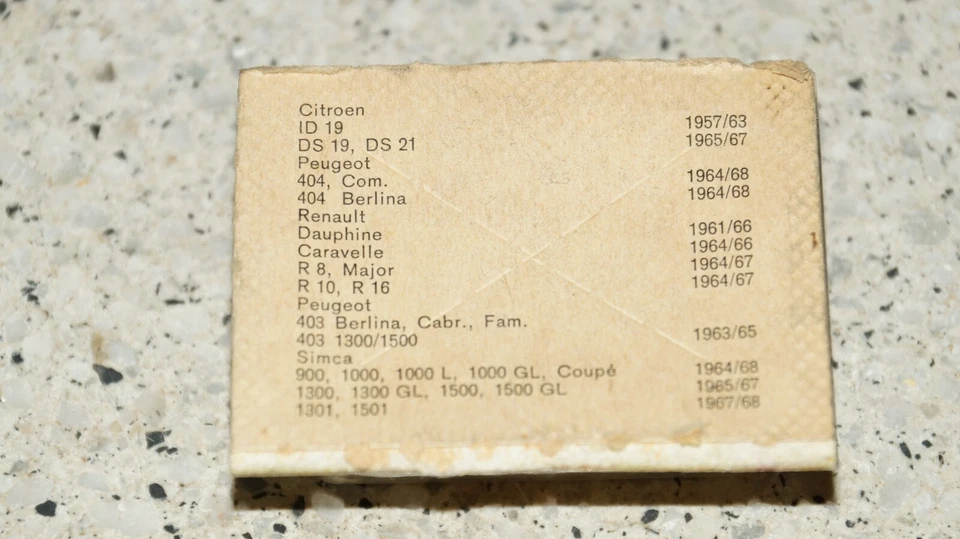 Citroen
ID 19 1957/63
DS 19, DS 21 1965/67
Peugeot
404, Com. 1964/68
404 Berlina 1964/68
Renault
Dauphine 1961/66
Caravelle 1964/66
R 8, Major 1964/67
R 10, R 16 1964/67
Peugeot
403 Berlina, Cabr., Fam.
403 1300/1500 1963/65
Simca
900, 1000, 1000 L, 1000 GL, Coupé 1964/68
1300, 1300 GL, 1500, 1500 GL 1965/67
1301, 1501 1967/68